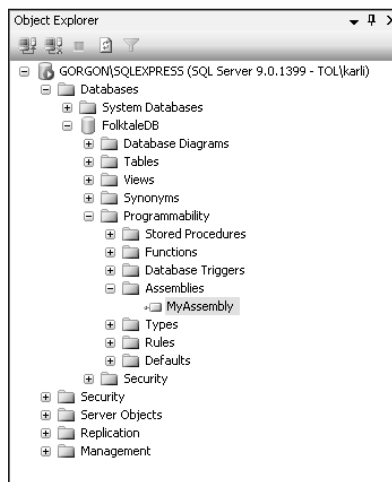 Object Explorer
GORGON\SQLEXPRESS (SQL Server 9.0.1399 - TOL\karli)
Databases
System Databases
FolktaleDB
Database Diagrams
Tables
Views
Synonyms
Programmability
Stored Procedures
Functions
Database Triggers
Assemblies
MyAssembly
Types
Rules
Defaults
Security
Security
Server Objects
Replication
Management